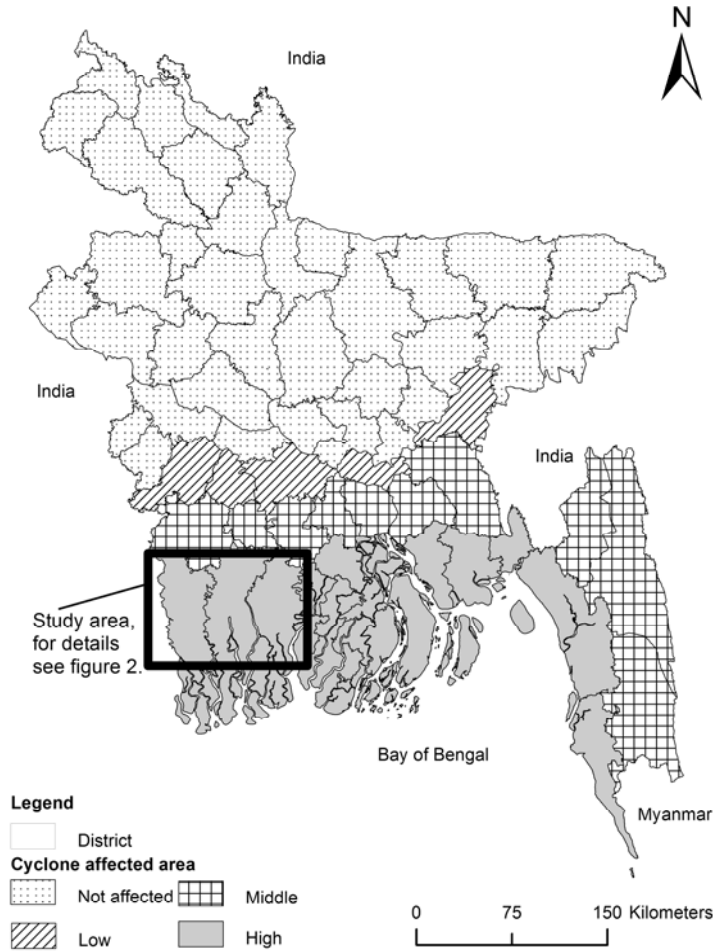 N
India
India
India
Study area,
for details
see figure 2.
Bay of Bengal
Myanmar
Legend
District
Cyclone affected area
Not affected
Middle
Low
High
0 75 150 Kilometers